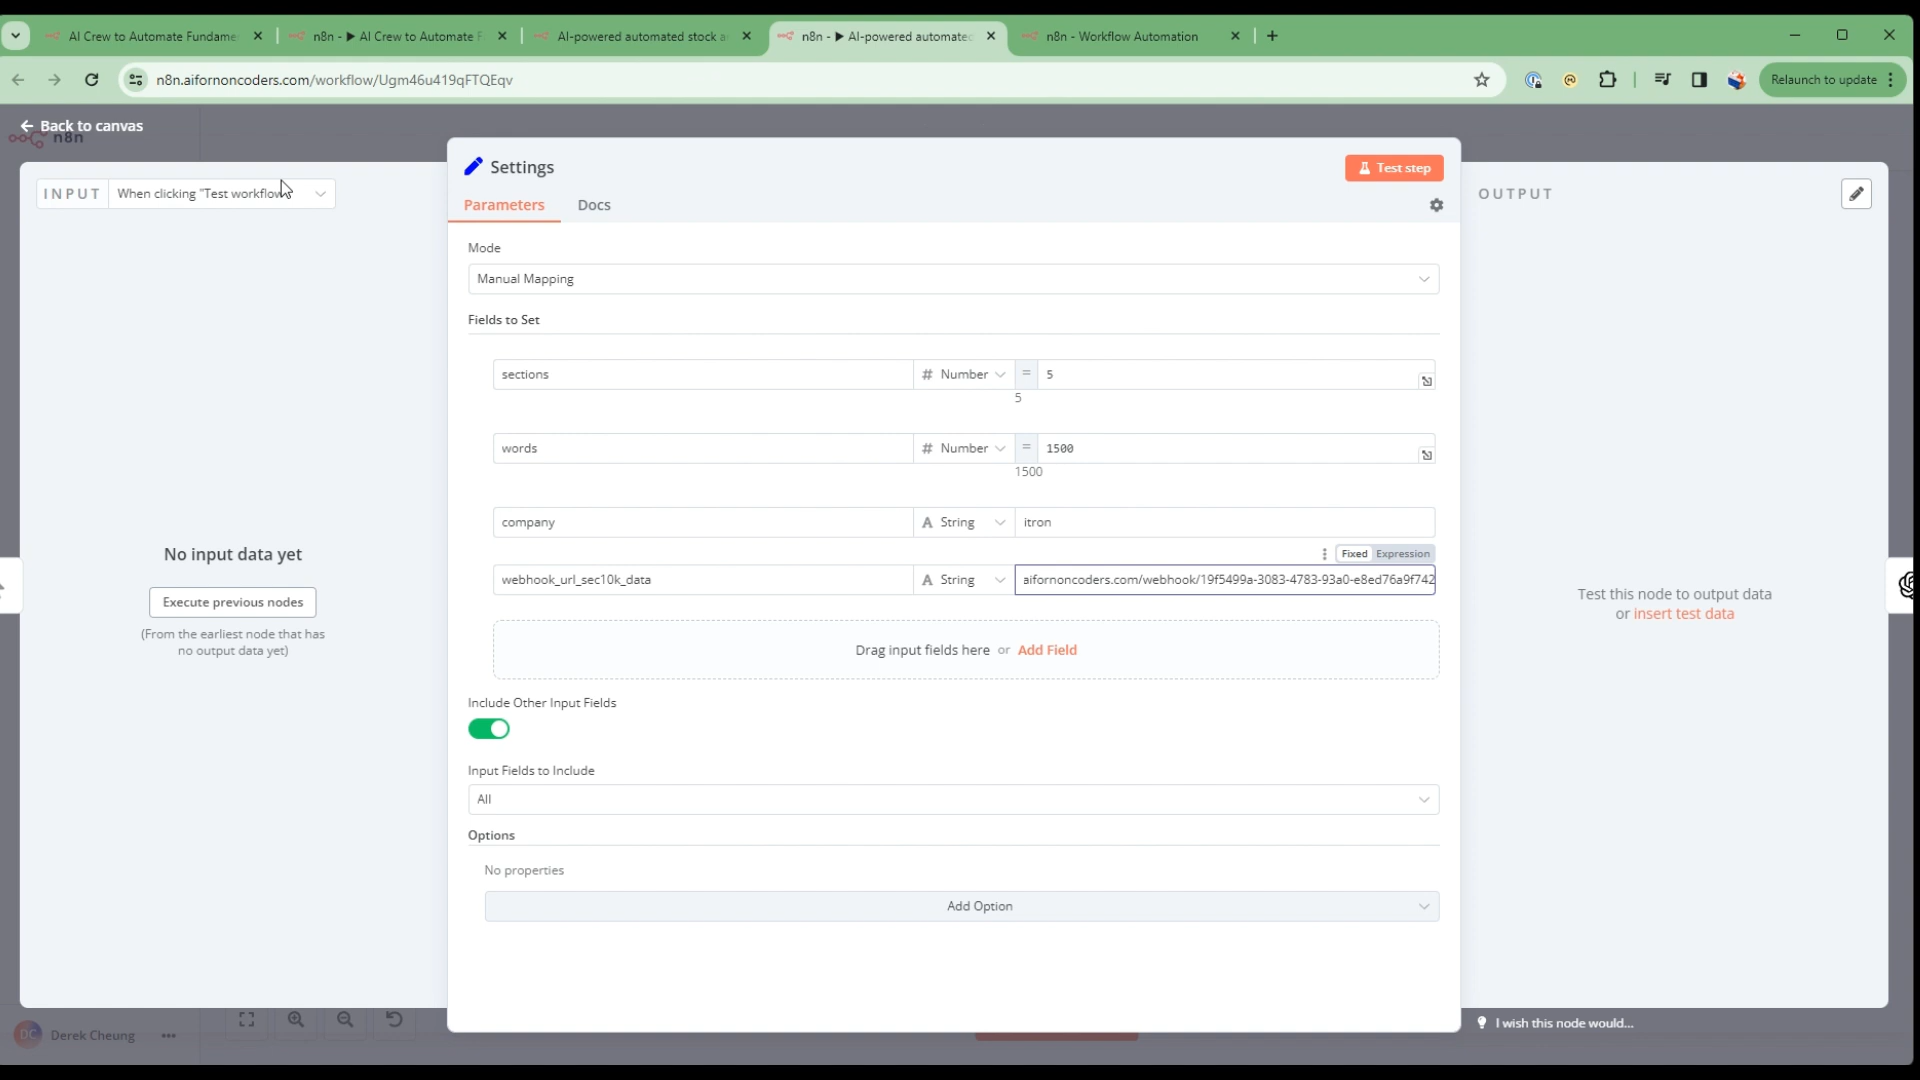 AI Crew to Automate Fundame
n8n - ▶ AI Crew to Automate F
AI-powered automated stock a
n8n - ▶ AI-powered automated
n8n - Workflow Automation
n8n.aifornoncoders.com/workflow/Ugm46u419qFTQEqv
Relaunch to update
Back to canvas
n8n
INPUT
When clicking "Test workflow"
Settings
Test step
OUTPUT
Parameters
Docs
Mode
Manual Mapping
Fields to Set
sections
# Number
= 5
5
words
# Number
= 1500
1500
company
A String
itron
Fixed Expression
webhook_url_sec10k_data
A String
aifornoncoders.com/webhook/19f5499a-3083-4783-93a0-e8ed76a9f742
No input data yet
Execute previous nodes
(From the earliest node that has
no output data yet)
Test this node to output data
or insert test data
Drag input fields here or Add Field
Include Other Input Fields
Input Fields to Include
All
Options
No properties
Add Option
DC
Derek Cheung
I wish this node would...